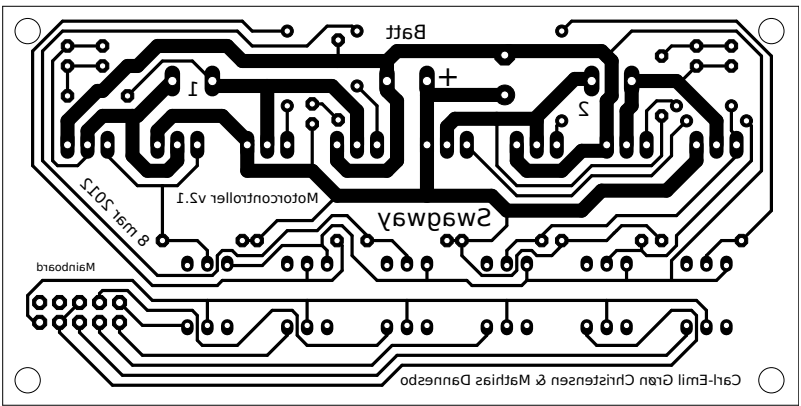 Batt
+
1
2
8 mar 2012
Motorcontroller v2.1
Swagway
Mainboard
Carl-Emil Grøn Christensen & Mathias Dannesbo